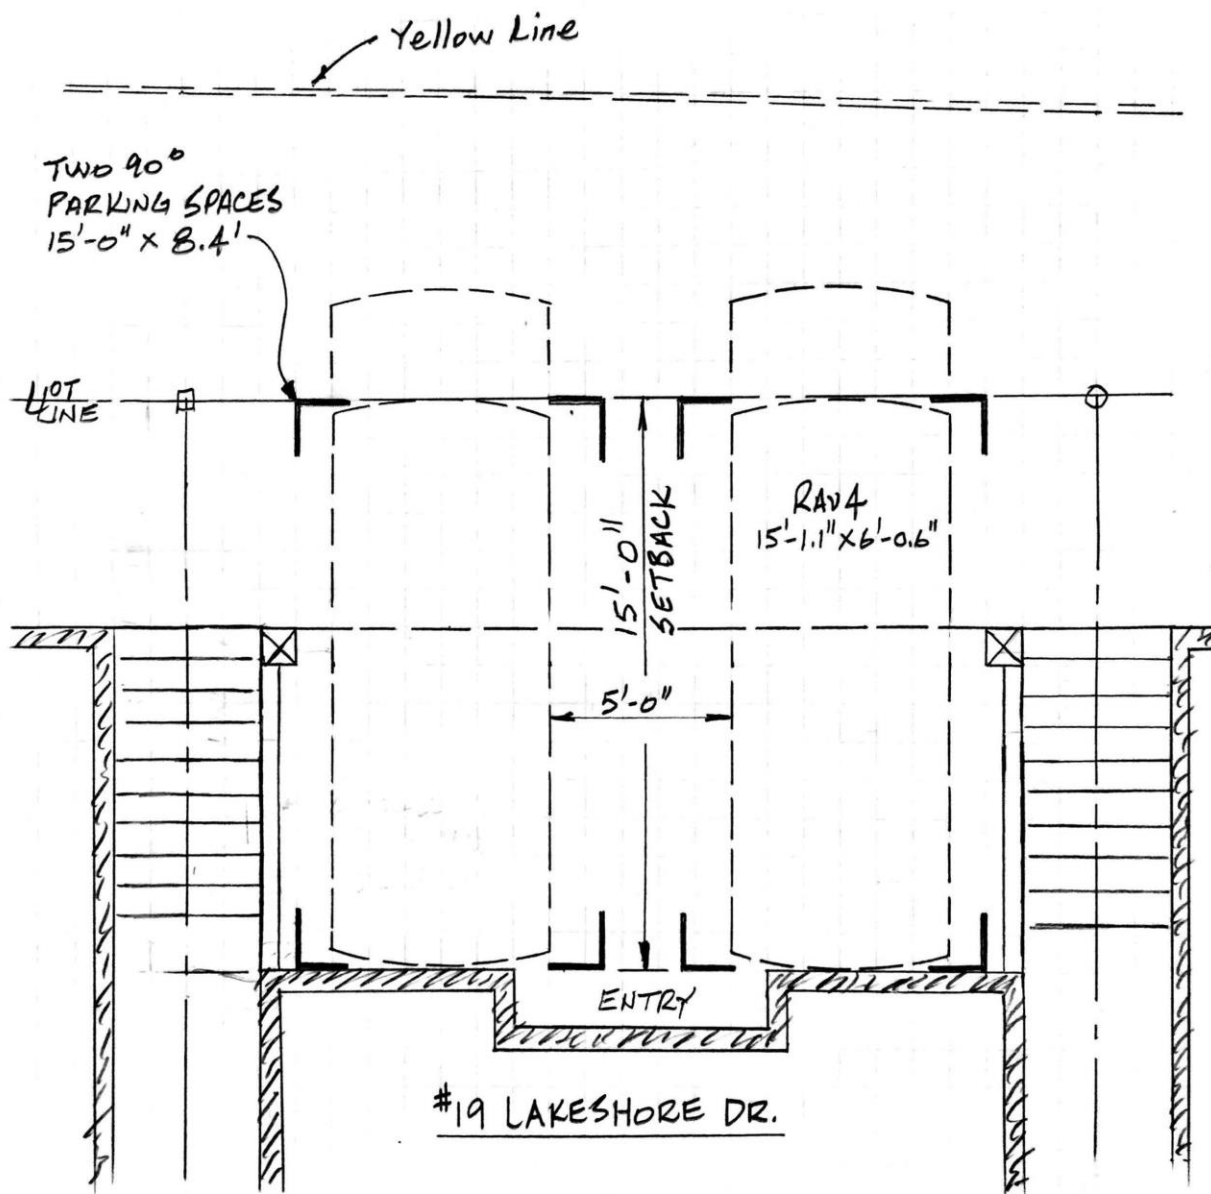 Yellow Line
TWO 90°
PARKING SPACES
15'-0" X 8.4'
LOT
LINE
RAV4
15'-1.1" X 6'-0.6"
15'-0"
SETBACK
5'-0"
ENTRY
#19 LAKESHORE DR.